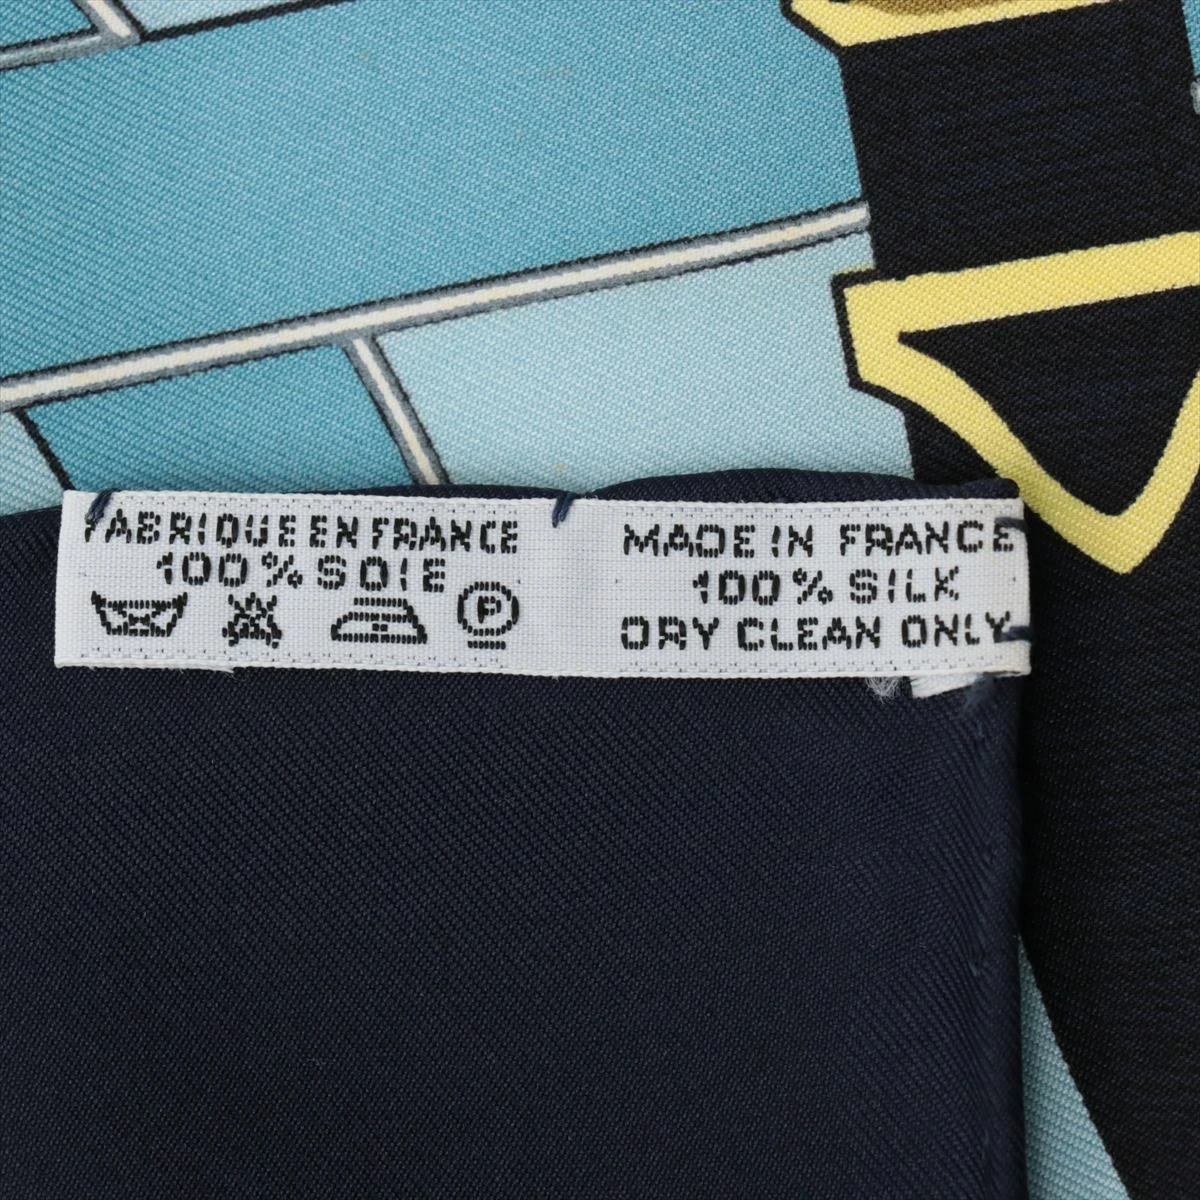 FABRIQUE EN FRANCE
100% SOIE
P
MADE IN FRANCE
100% SILK
DRY CLEAN ONLY